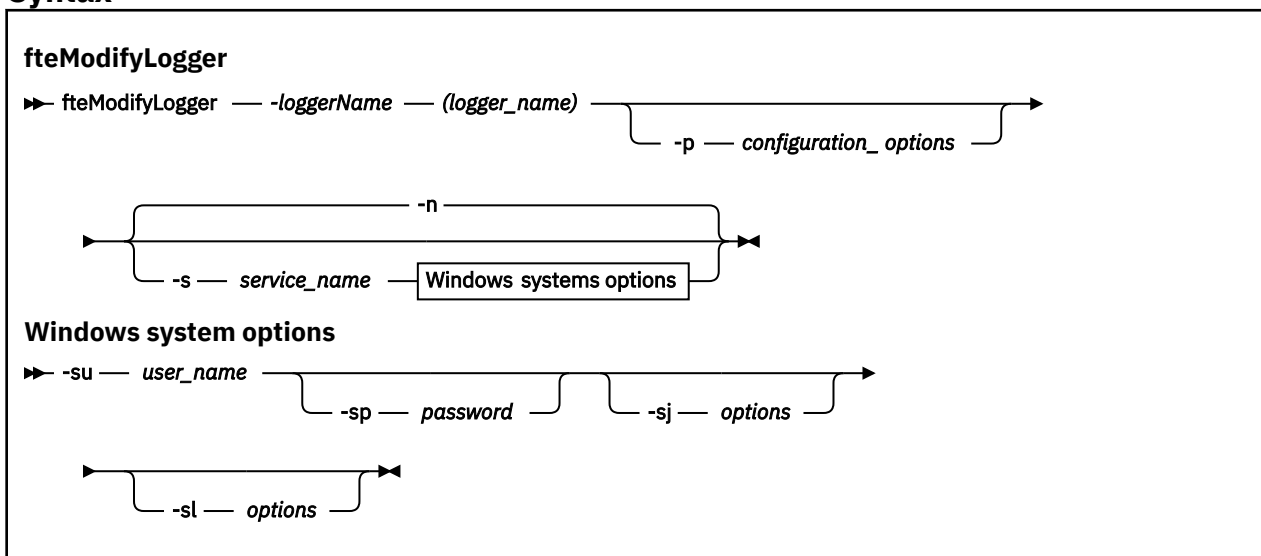 Syntax
fteModifyLogger
fteModifyLogger -loggerName (logger_name)
-p configuration_ options
-n
-s service_name Windows systems options
Windows system options
-su user_name
-sp password -sj options
-sl options